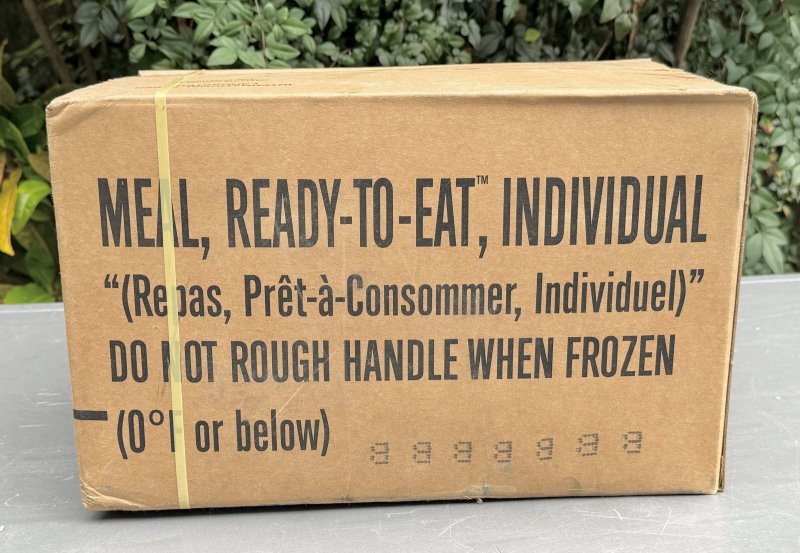 MEAL, READY-TO-EAT™, INDIVIDUAL
“(Repas, Prêt-à-Consommer, Individuel)”
DO NOT ROUGH HANDLE WHEN FROZEN
(0°F or below)